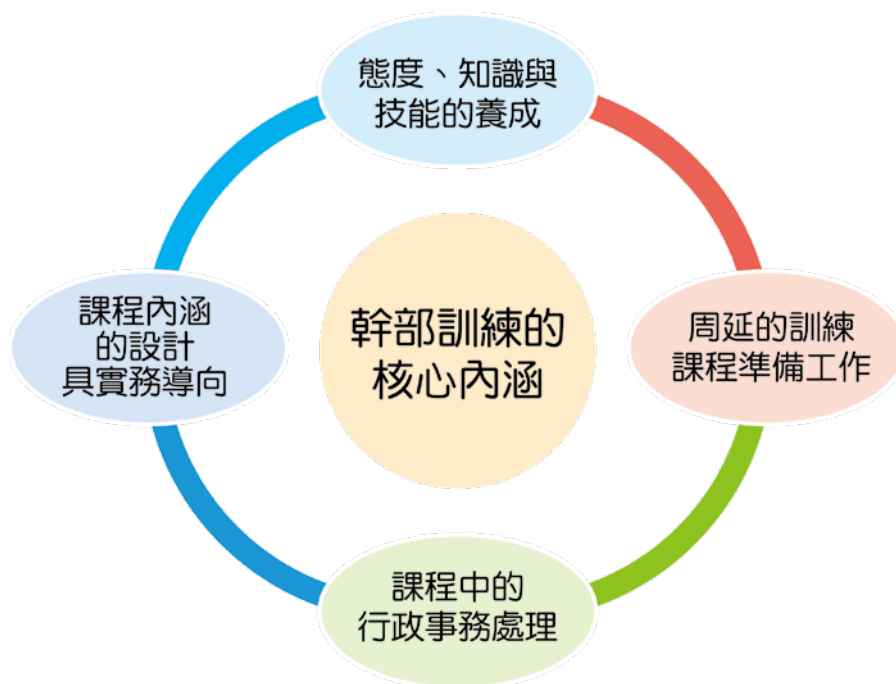 態度、知識與
技能的養成
課程內涵
的設計
具實務導向
幹部訓練的
核心內涵
周延的訓練
課程準備工作
課程中的
行政事務處理